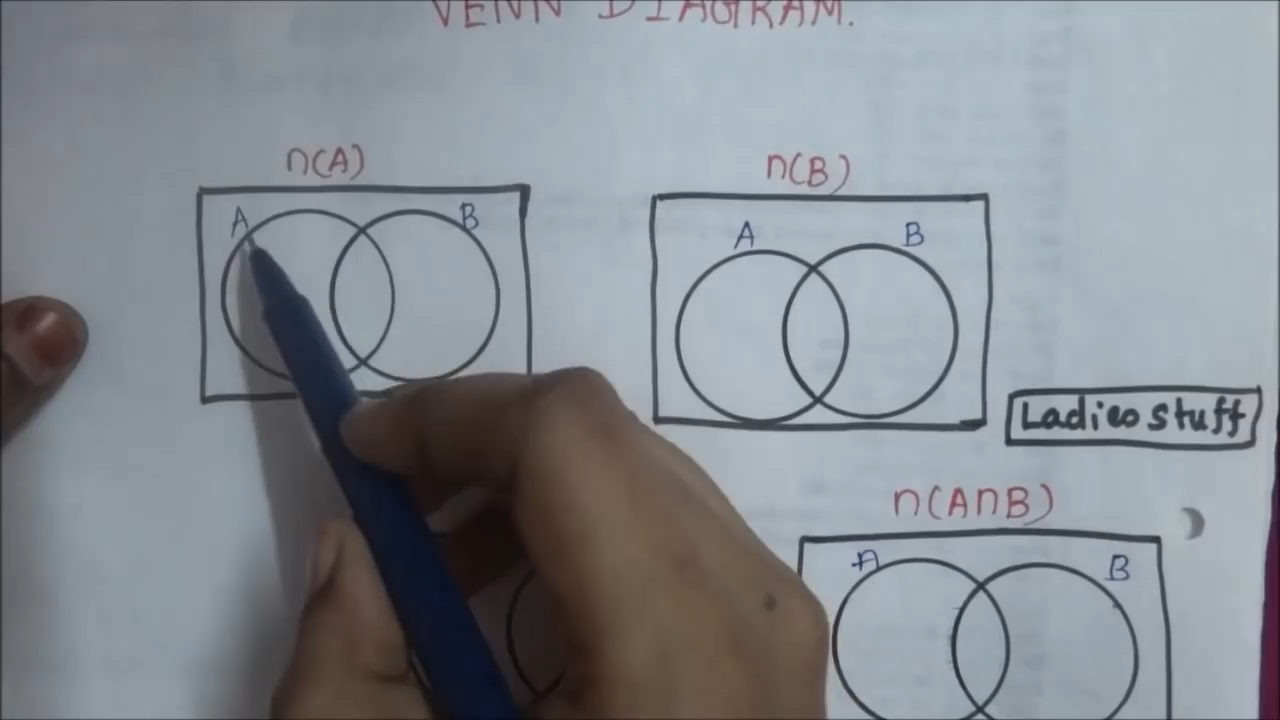 VENN DIAGRAM.
n(A)
n(B)
A
B
A
B
Ladies stuff
n(A∩B)
A
B